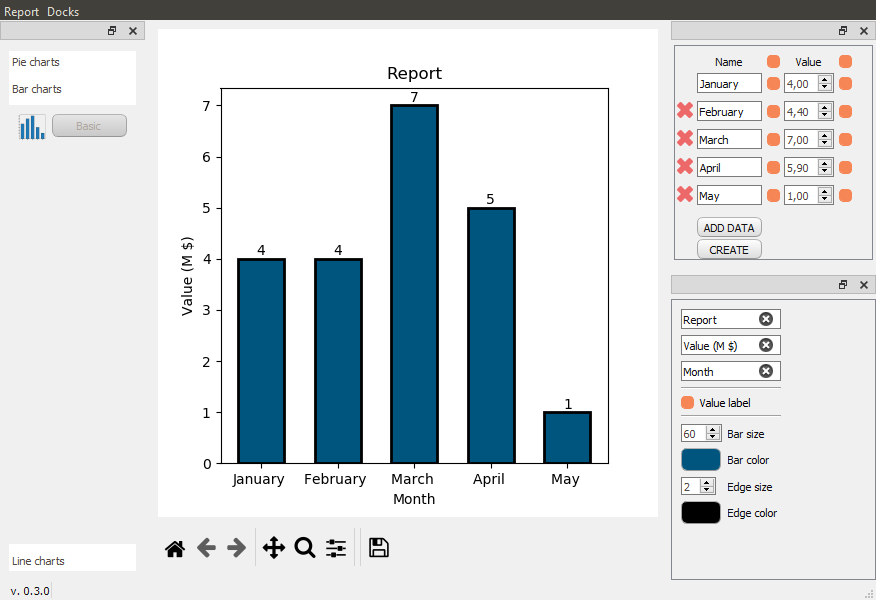 Report Docks
Pie charts
Bar charts
Basic
Line charts
v. 0.3.0
Report
7
6
5
4
3
2
1
0
Value (M $)
4
4
7
5
1
January February March April May
Month
Name Value
January 4,00
February 4,40
March 7,00
April 5,90
May 1,00
ADD DATA
CREATE
Report
Value (M $)
Month
Value label
60 Bar size
Bar color
2 Edge size
Edge color